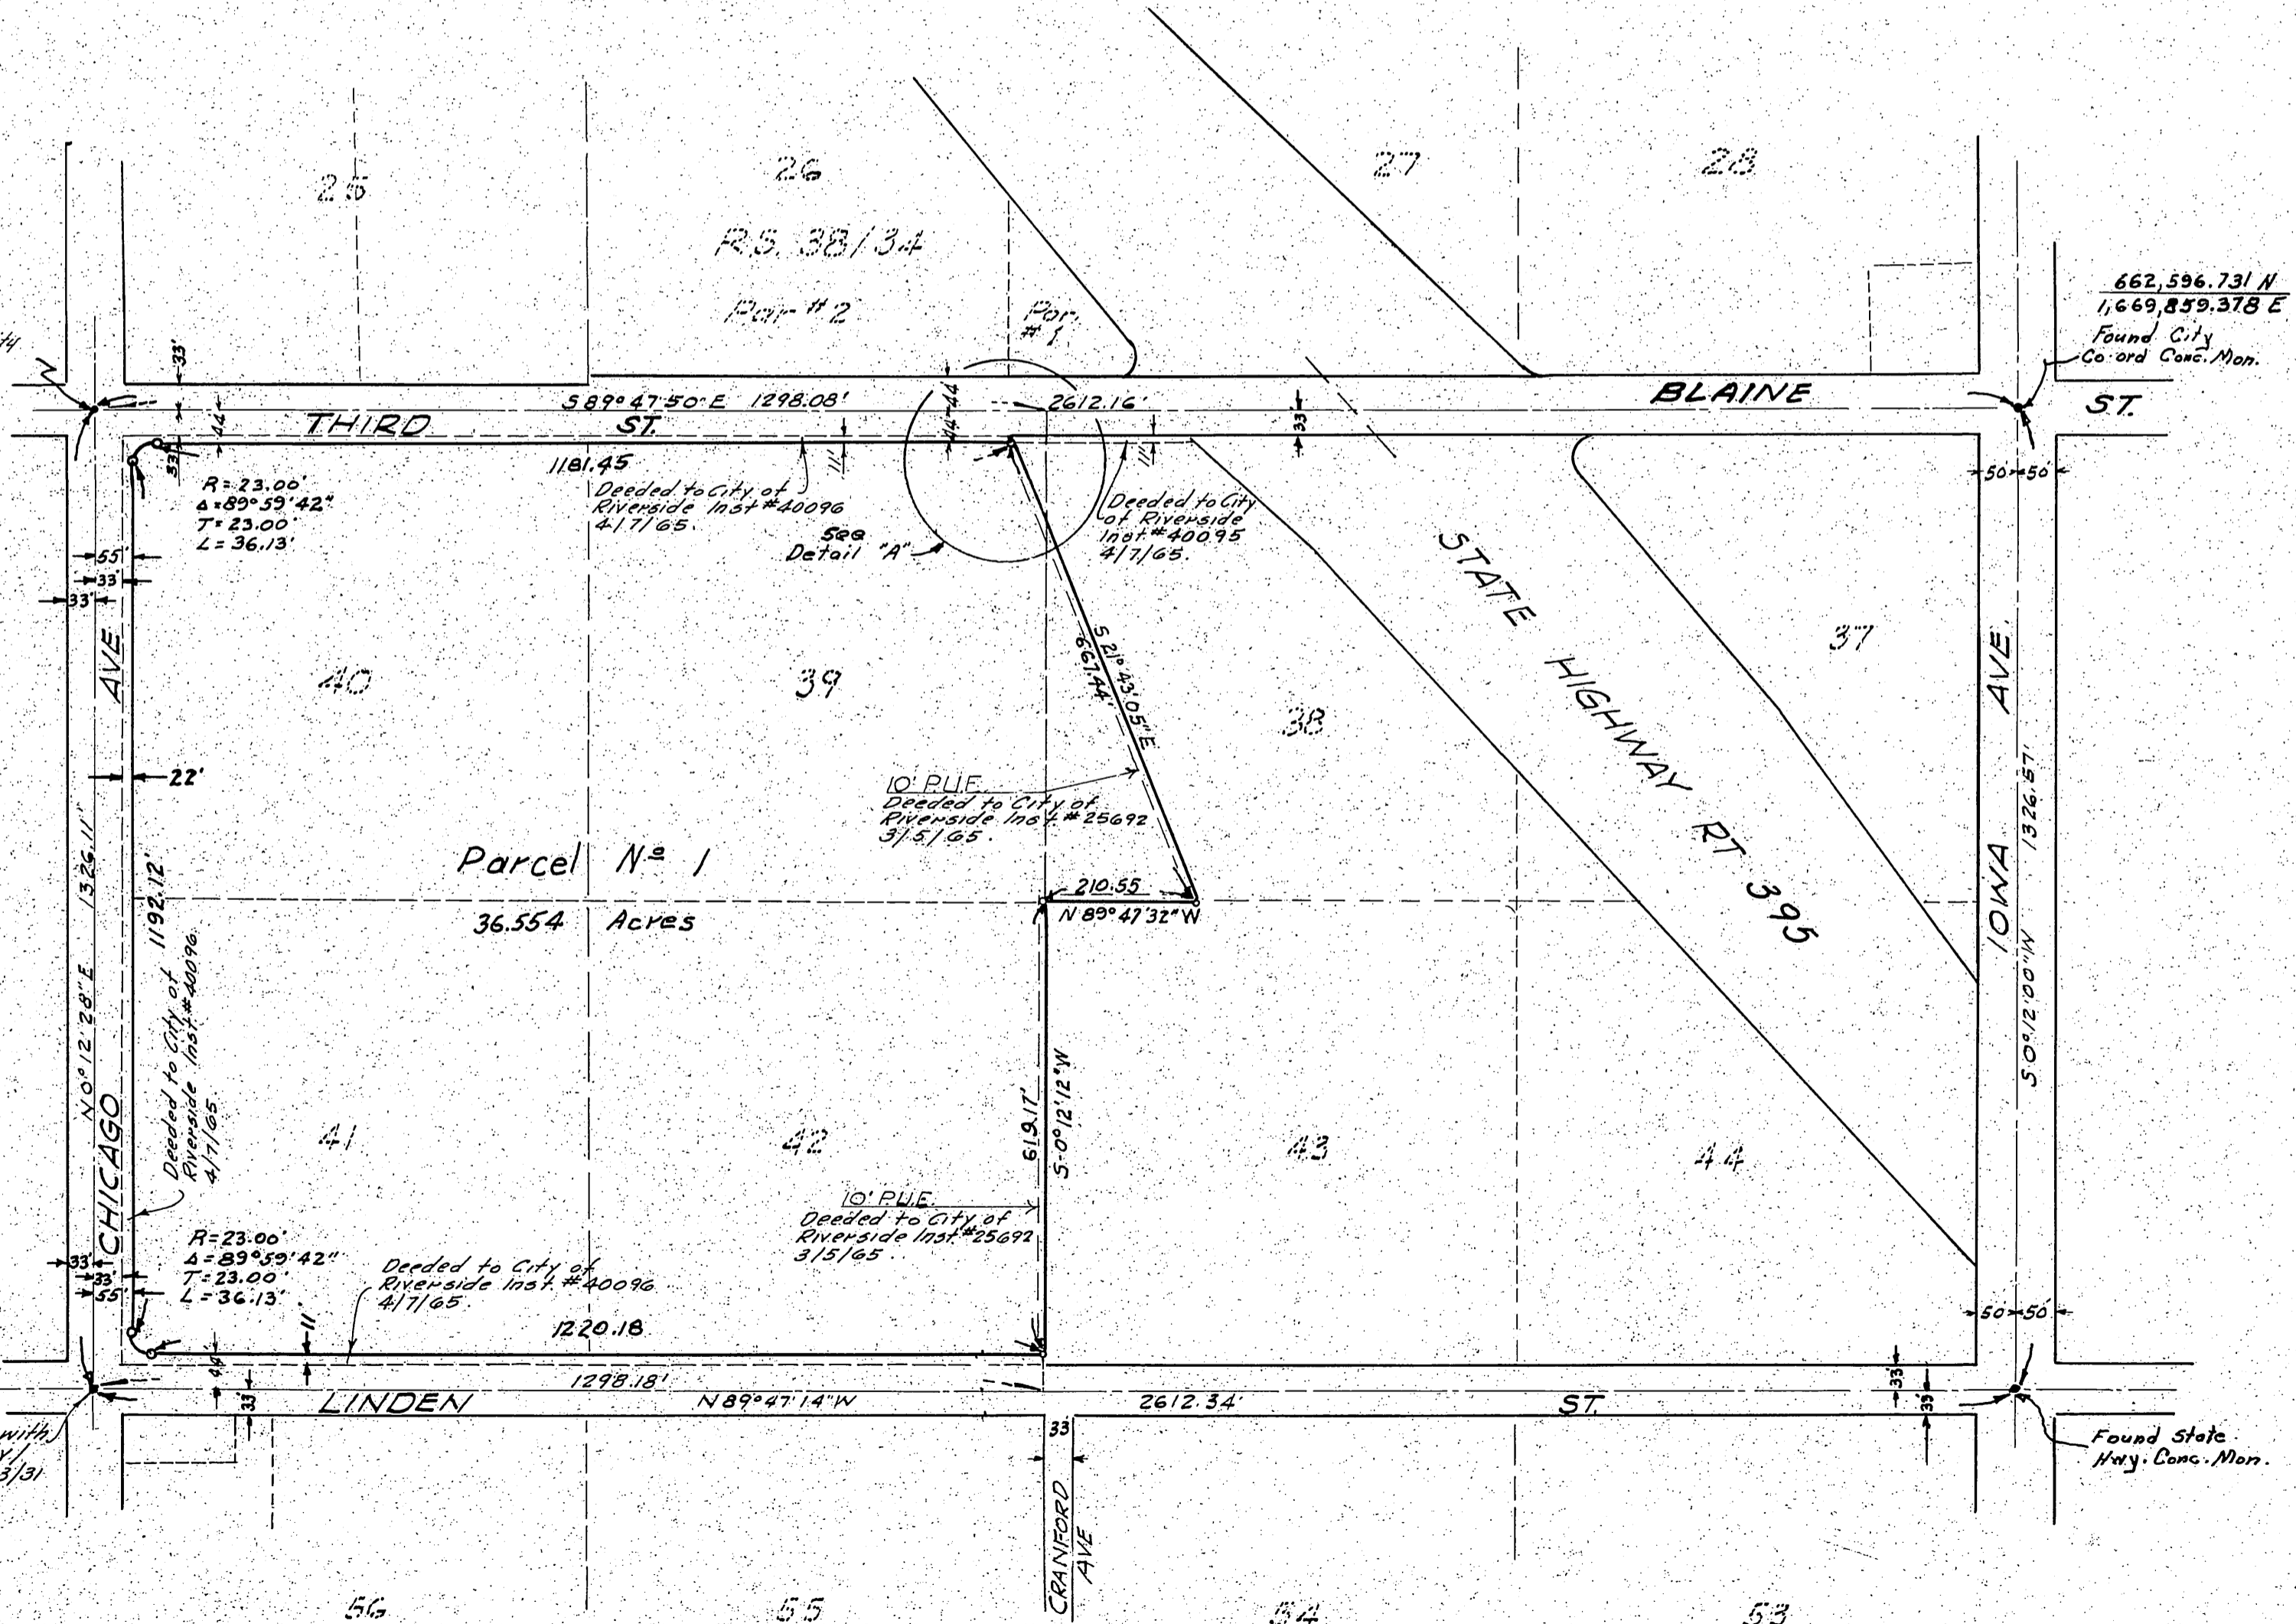 25
26
27
28
R.S. 38/34
Par #2
Por.
#1
662,596.731 N
1,669,859.378 E
Found City
Co-ord Conc. Mon.
33'
44'
33'
S 89°47'50" E 1298.08'
44-44
2612.16'
33'
BLAINE
ST.
THIRD
ST.
1181.45
11'
11'
50' 50'
R=23.00'
Δ=89°59'42"
T=23.00'
L=36.13'
Deeded to City of
Riverside Inst #40096
4/7/65.
See
Detail "A"
Deeded to City
of Riverside
Inst. #40095
4/7/65.
55'
33'
33'
STATE HIGHWAY RT 395
37
40
39
38
S 21°43'05" E
667.44'
AVE
IOWA AVE.
S 0°12'00" W 1326.57'
22'
10' P.U.E.
Deeded to City of
Riverside Inst. #25692
3/5/65.
Parcel Nº 1
36.554 Acres
210.55
N 89°47'32" W
N 0°12'28" E 1326.11'
1192.12'
Deeded to City of
Riverside Inst. #40096
4/7/65.
CHICAGO
619.17'
S-0°12'12" W
41
42
43
44
10' P.U.E.
Deeded to City of
Riverside Inst. #25692
3/5/65.
R=23.00'
Δ=89°59'42"
T=23.00'
L=36.13'
33'
33'
55'
Deeded to City of
Riverside Inst. #40096
4/7/65.
50' 50'
11
1220.18
44'
33'
1298.18'
33'
33'
LINDEN
N 89°47'14" W
2612.34'
ST.
with
3/31
33
CRANFORD
AVE
Found State
Hwy. Conc. Mon.
56
55
54
53